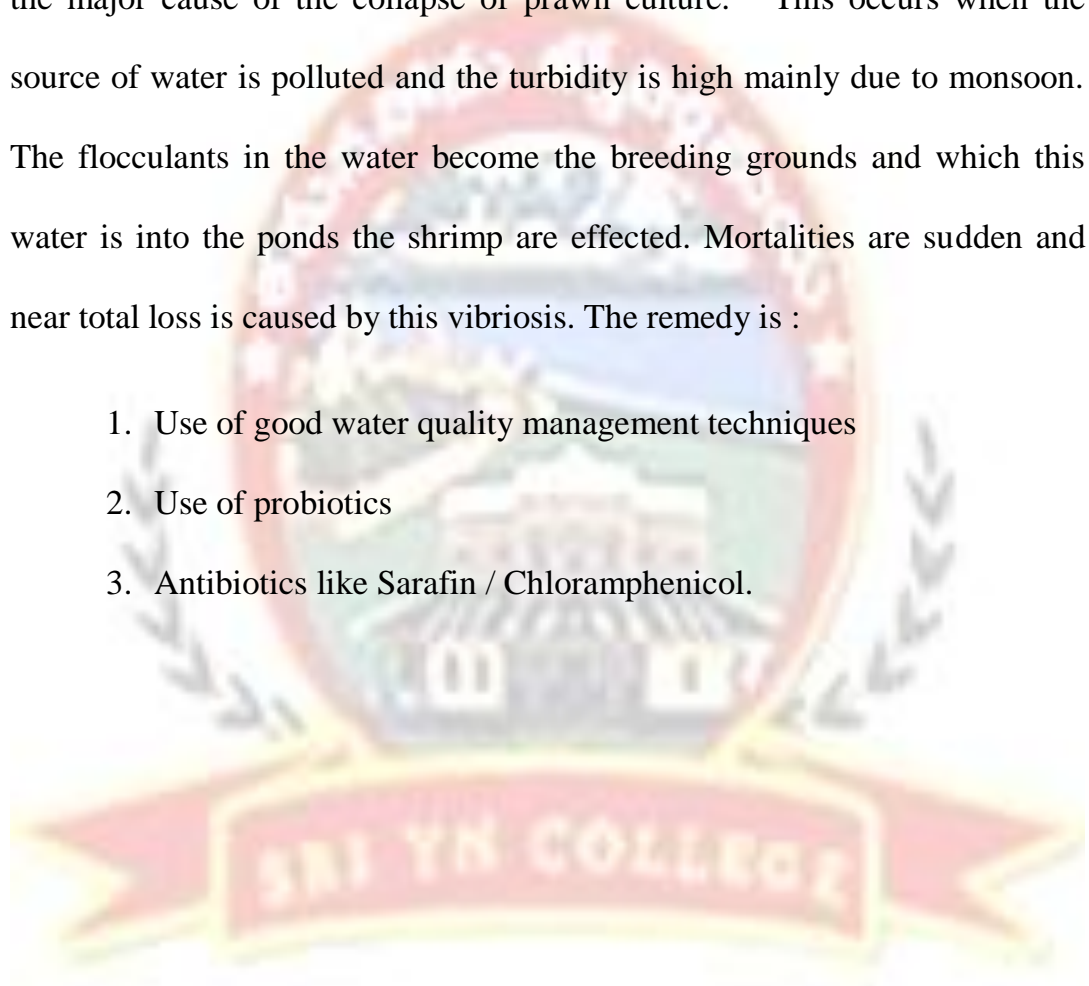 the major cause of the collapse of prawn culture. This occurs when the
source of water is polluted and the turbidity is high mainly due to monsoon.
The flocculants in the water become the breeding grounds and which this
water is into the ponds the shrimp are effected. Mortalities are sudden and
near total loss is caused by this vibriosis. The remedy is :
1. Use of good water quality management techniques
2. Use of probiotics
3. Antibiotics like Sarafin / Chloramphenicol.
SRI YN COLLEGE